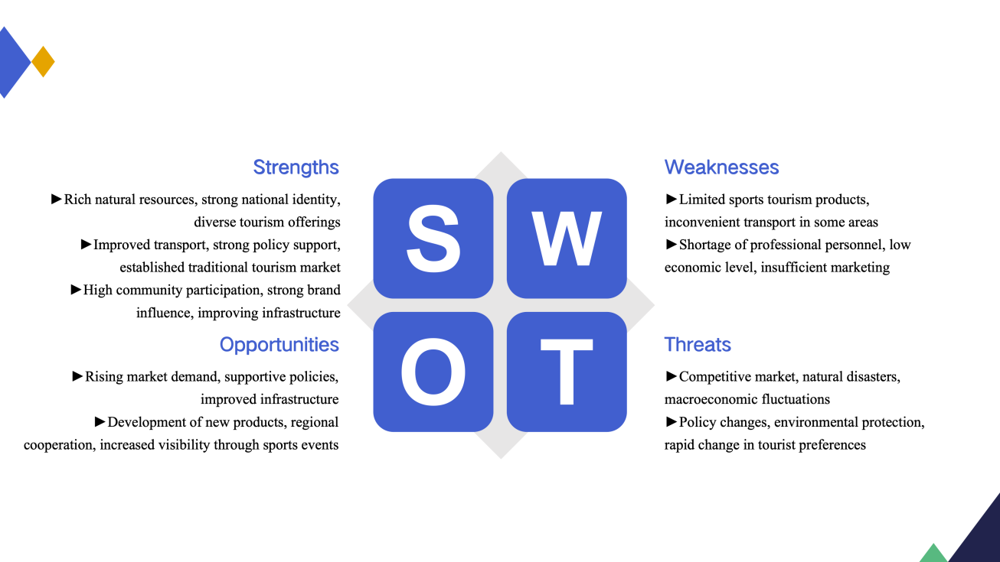 Strengths
►Rich natural resources, strong national identity,
diverse tourism offerings
►Improved transport, strong policy support,
established traditional tourism market
►High community participation, strong brand
influence, improving infrastructure
Opportunities
►Rising market demand, supportive policies,
improved infrastructure
►Development of new products, regional
cooperation, increased visibility through sports events
S W
O T
Weaknesses
►Limited sports tourism products,
inconvenient transport in some areas
►Shortage of professional personnel, low
economic level, insufficient marketing
Threats
►Competitive market, natural disasters,
macroeconomic fluctuations
►Policy changes, environmental protection,
rapid change in tourist preferences